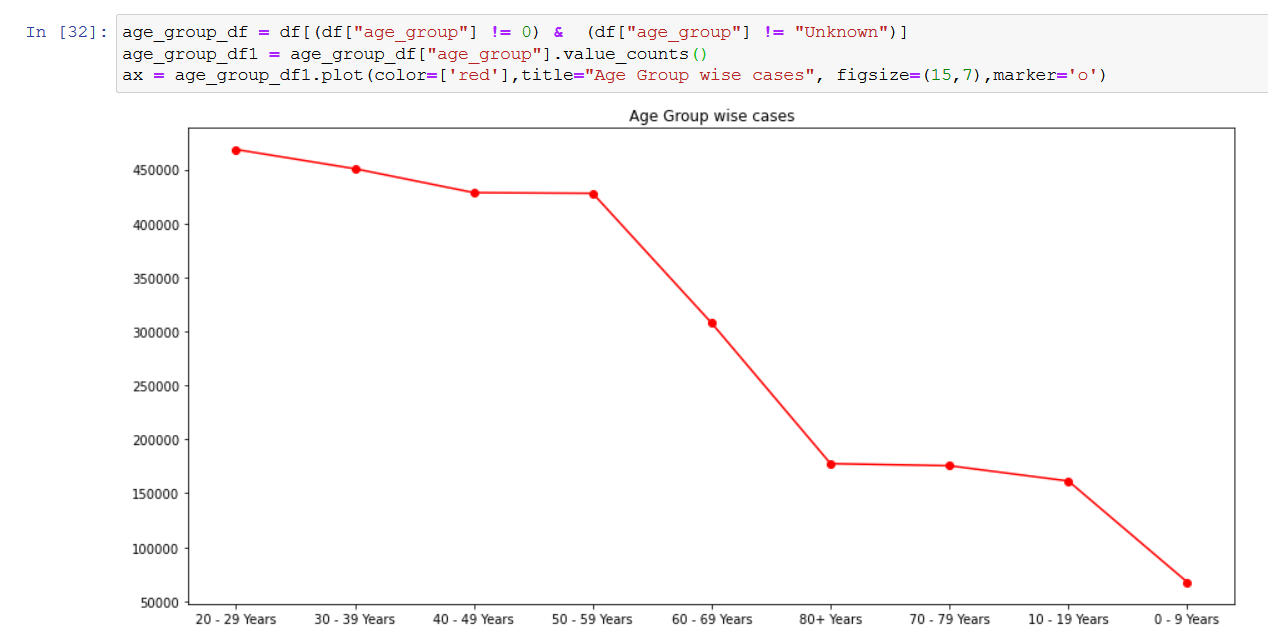 In [32]: age_group_df = df[(df["age_group"] != 0) &  (df["age_group"] != "Unknown")]
age_group_df1 = age_group_df["age_group"].value_counts()
ax = age_group_df1.plot(color=['red'],title="Age Group wise cases", figsize=(15,7),marker='o')
Age Group wise cases
450000
400000
350000
300000
250000
200000
150000
100000
50000
20 - 29 Years 30 - 39 Years 40 - 49 Years 50 - 59 Years 60 - 69 Years 80+ Years 70 - 79 Years 10 - 19 Years 0 - 9 Years